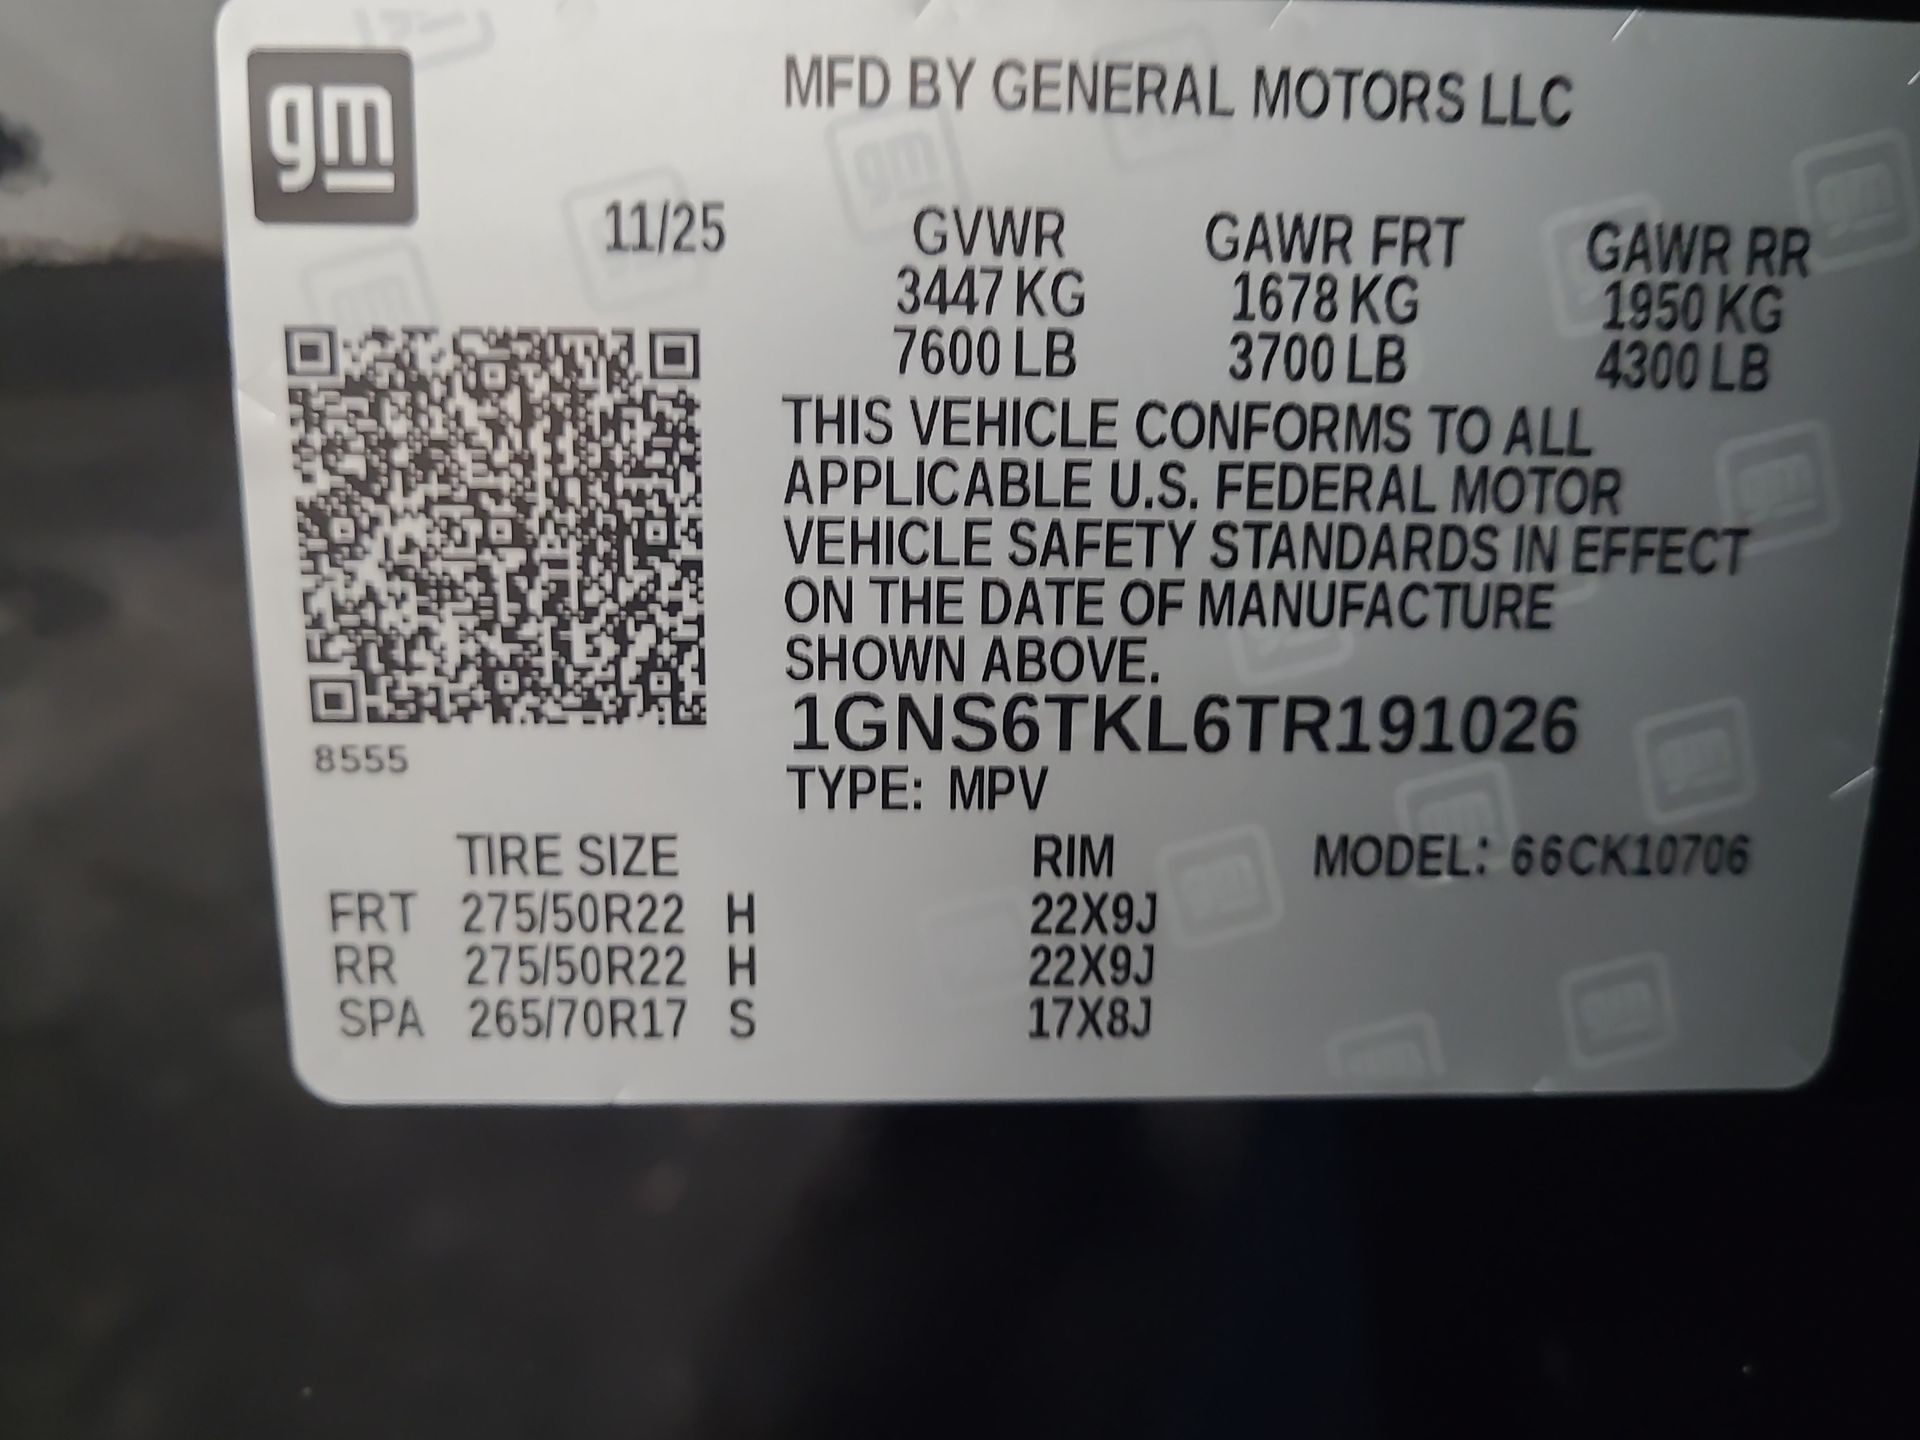 gm
MFD BY GENERAL MOTORS LLC
11/25 GVWR GAWR FRT GAWR RR
3447 KG 1678 KG 1950 KG
7600 LB 3700 LB 4300 LB
THIS VEHICLE CONFORMS TO ALL
APPLICABLE U.S. FEDERAL MOTOR
VEHICLE SAFETY STANDARDS IN EFFECT
ON THE DATE OF MANUFACTURE
SHOWN ABOVE.
1GNS6TKL6TR191026
8555
TYPE: MPV
TIRE SIZE RIM MODEL: 66CK10706
FRT 275/50R22 H 22X9J
RR 275/50R22 H 22X9J
SPA 265/70R17 S 17X8J